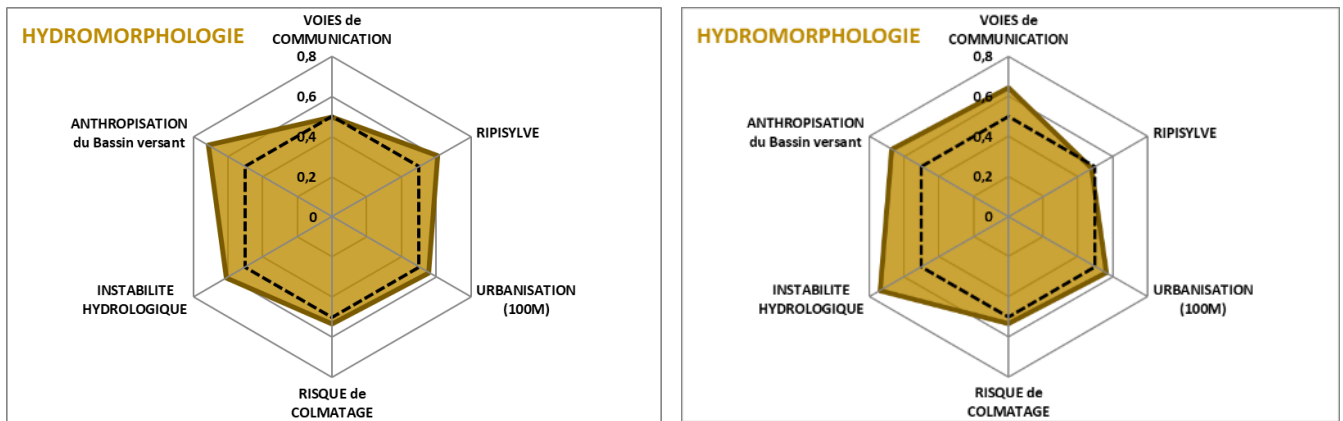 HYDROMORPHOLOGIE
VOIES de
COMMUNICATION
0,8
0,6
0,4
0,2
0
ANTHROPISATION
du Bassin versant
RIPISYLVE
INSTABILITE
HYDROLOGIQUE
URBANISATION
(100M)
RISQUE de
COLMATAGE
HYDROMORPHOLOGIE
VOIES de
COMMUNICATION
0,8
0,6
0,4
0,2
0
ANTHROPISATION
du Bassin versant
RIPISYLVE
INSTABILITE
HYDROLOGIQUE
URBANISATION
(100M)
RISQUE de
COLMATAGE